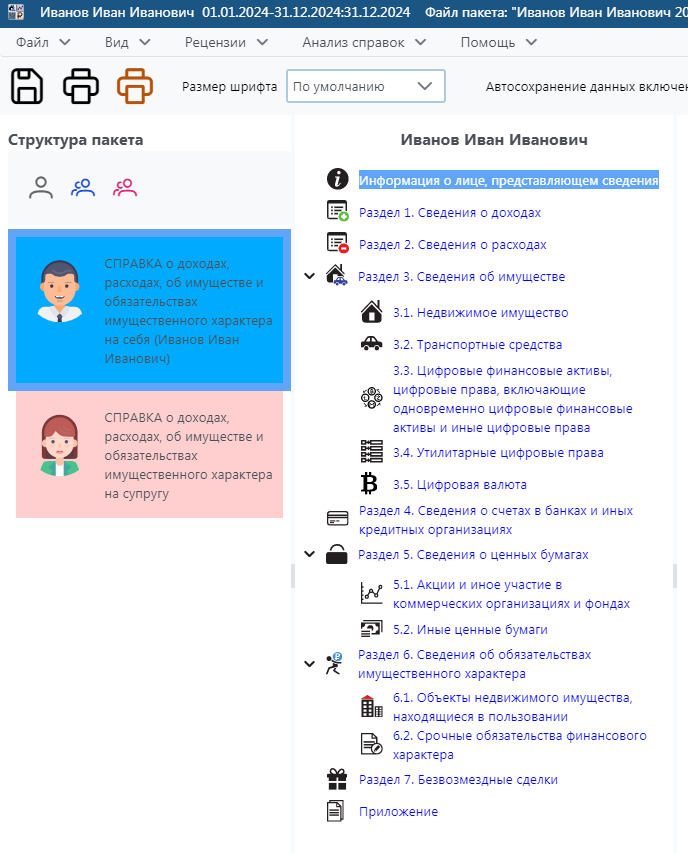 Иванов Иван Иванович 01.01.2024-31.12.2024:31.12.2024 Файл пакета: "Иванов Иван Иванович 20
Файл Вид Рецензии Анализ справок Помощь
Размер шрифта По умолчанию Автосохранение данных включен
Структура пакета
СПРАВКА о доходах,
расходах, об имуществе и
обязательствах
имущественного характера
на себя (Иванов Иван
Иванович)
СПРАВКА о доходах,
расходах, об имуществе и
обязательствах
имущественного характера
на супругу
Иванов Иван Иванович
Информация о лице, представляющем сведения
Раздел 1. Сведения о доходах
Раздел 2. Сведения о расходах
Раздел 3. Сведения об имуществе
3.1. Недвижимое имущество
3.2. Транспортные средства
3.3. Цифровые финансовые активы,
цифровые права, включающие
одновременно цифровые финансовые
активы и иные цифровые права
3.4. Утилитарные цифровые права
3.5. Цифровая валюта
Раздел 4. Сведения о счетах в банках и иных
кредитных организациях
Раздел 5. Сведения о ценных бумагах
5.1. Акции и иное участие в
коммерческих организациях и фондах
5.2. Иные ценные бумаги
Раздел 6. Сведения об обязательствах
имущественного характера
6.1. Объекты недвижимого имущества,
находящиеся в пользовании
6.2. Срочные обязательства финансового
характера
Раздел 7. Безвозмездные сделки
Приложение